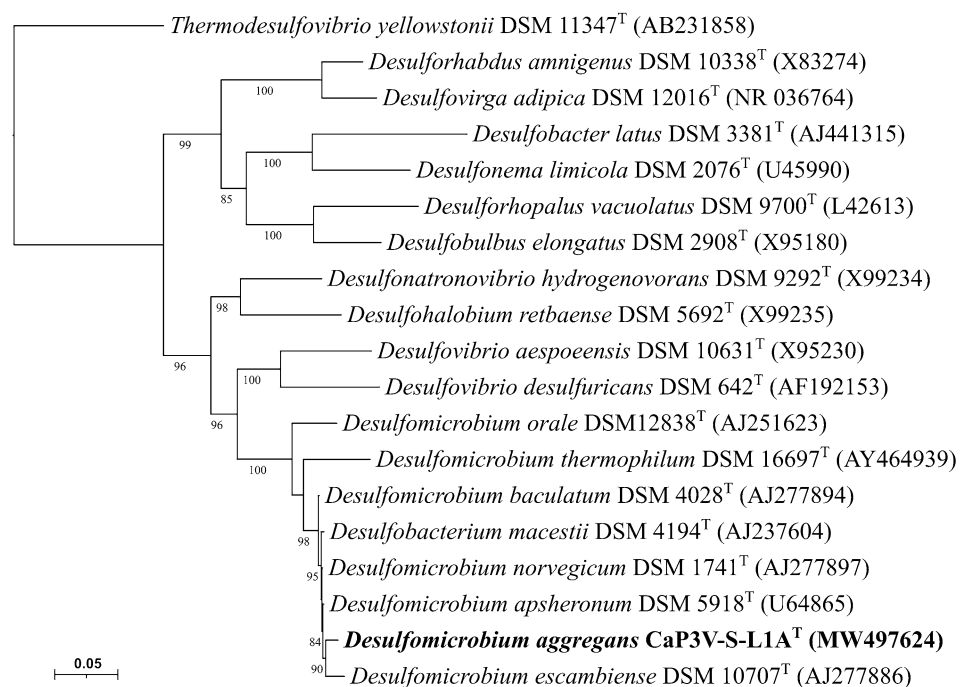 Thermodesulfovibrio yellowstonii DSM 11347T (AB231858)
Desulforhabdus amnigenus DSM 10338T (X83274)
100
Desulfovirga adipica DSM 12016T (NR 036764)
Desulfobacter latus DSM 3381T (AJ441315)
99
100
Desulfonema limicola DSM 2076T (U45990)
85
Desulforhopalus vacuolatus DSM 9700T (L42613)
100
Desulfobulbus elongatus DSM 2908T (X95180)
Desulfonatronovibrio hydrogenovorans DSM 9292T (X99234)
98
Desulfohalobium retbaense DSM 5692T (X99235)
Desulfovibrio aespoeensis DSM 10631T (X95230)
96
100
Desulfovibrio desulfuricans DSM 642T (AF192153)
96
Desulfomicrobium orale DSM12838T (AJ251623)
100
Desulfomicrobium thermophilum DSM 16697T (AY464939)
Desulfomicrobium baculatum DSM 4028T (AJ277894)
Desulfobacterium macestii DSM 4194T (AJ237604)
98
Desulfomicrobium norvegicum DSM 1741T (AJ277897)
95
Desulfomicrobium apsheronum DSM 5918T (U64865)
84
Desulfomicrobium aggregans CaP3V-S-L1AT (MW497624)
90
Desulfomicrobium escambiense DSM 10707T (AJ277886)
0.05